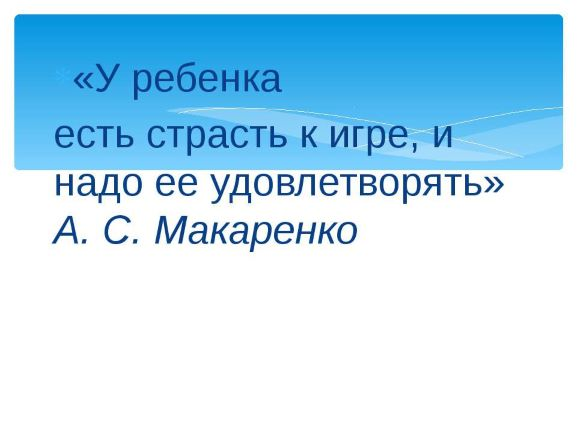 *«У ребенка
есть страсть к игре, и
надо ее удовлетворять»
А. С. Макаренко